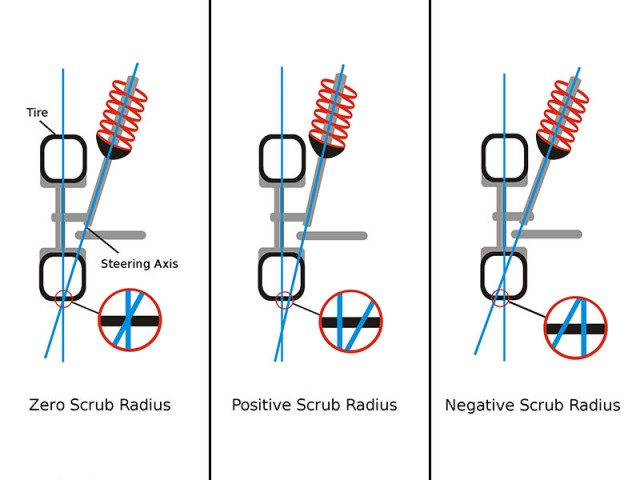 Tire
Steering Axis
Zero Scrub Radius
Positive Scrub Radius
Negative Scrub Radius